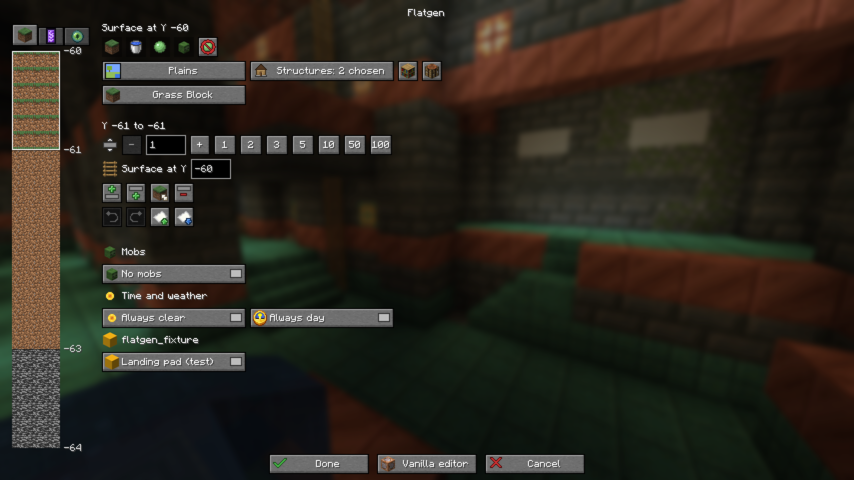 Flatgen
Surface at Y -60
-60
Plains
Structures: 2 chosen
Grass Block
Y -61 to -61
- 1 + 1 2 3 5 10 50 100
-61
Surface at Y -60
Mobs
No mobs
Time and weather
Always clear
Always day
flatgen_fixture
-63
Landing pad (test)
-64
Done
Vanilla editor
Cancel